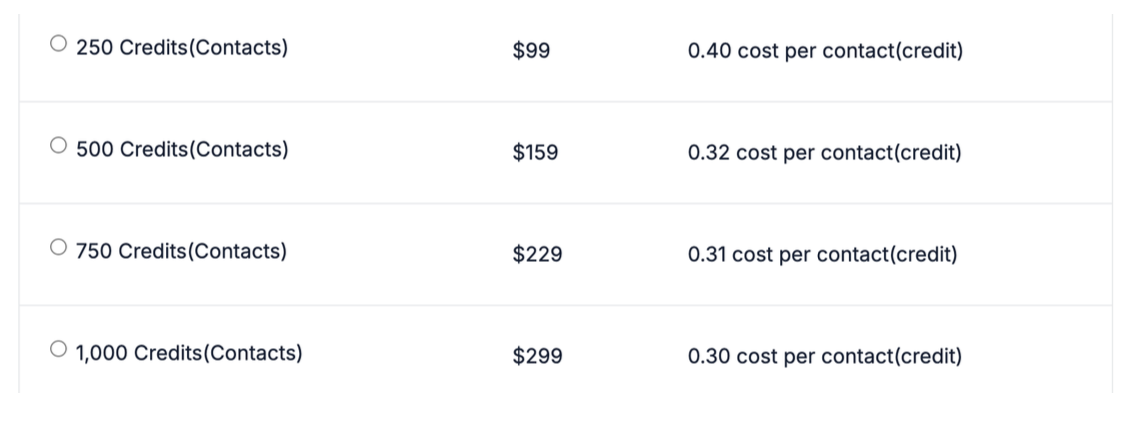 250 Credits(Contacts) $99 0.40 cost per contact(credit)
500 Credits(Contacts) $159 0.32 cost per contact(credit)
750 Credits(Contacts) $229 0.31 cost per contact(credit)
1,000 Credits(Contacts) $299 0.30 cost per contact(credit)